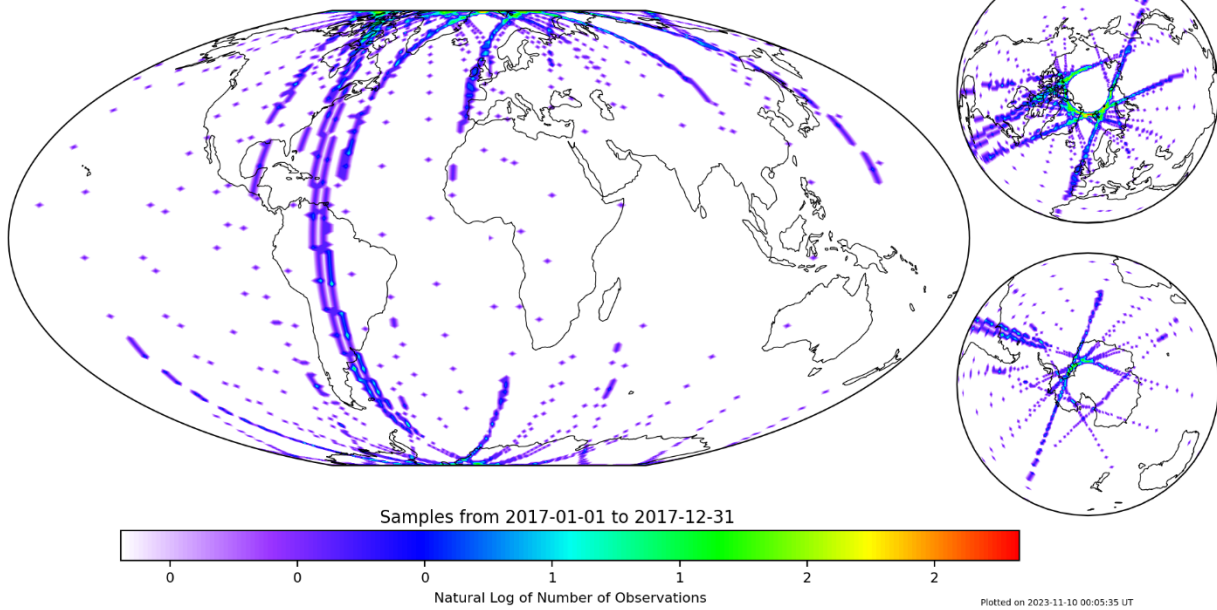 Samples from 2017-01-01 to 2017-12-31
0 0 0 1 1 2 2
Natural Log of Number of Observations
Plotted on 2023-11-10 00:05:35 UT